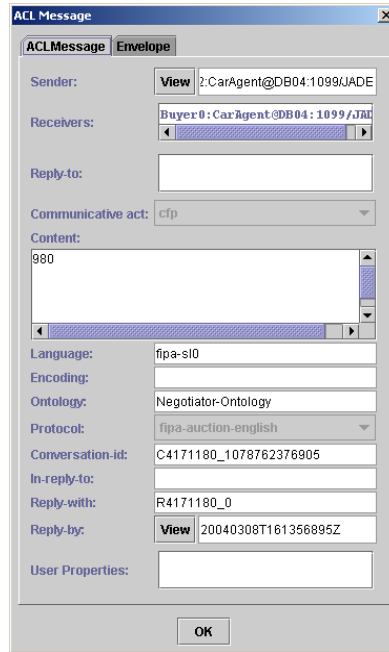 ACL Message
ACLMessage Envelope
Sender: View 2:CarAgent@DB04:1099/JADE
Receivers: Buyer0:CarAgent@DB04:1099/JAD
Reply-to:
Communicative act: cfp
Content:
980
Language: fipa-sl0
Encoding:
Ontology: Negotiator-Ontology
Protocol: fipa-auction-english
Conversation-id: C4171180_1078762376905
In-reply-to:
Reply-with: R4171180_0
Reply-by: View 20040308T161356895Z
User Properties:
OK